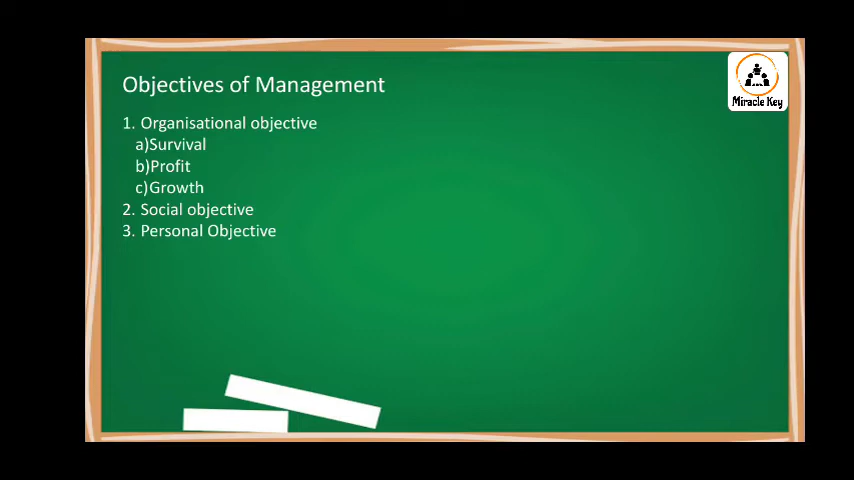 Objectives of Management
Miracle Key
1. Organisational objective
a)Survival
b)Profit
c)Growth
2. Social objective
3. Personal Objective